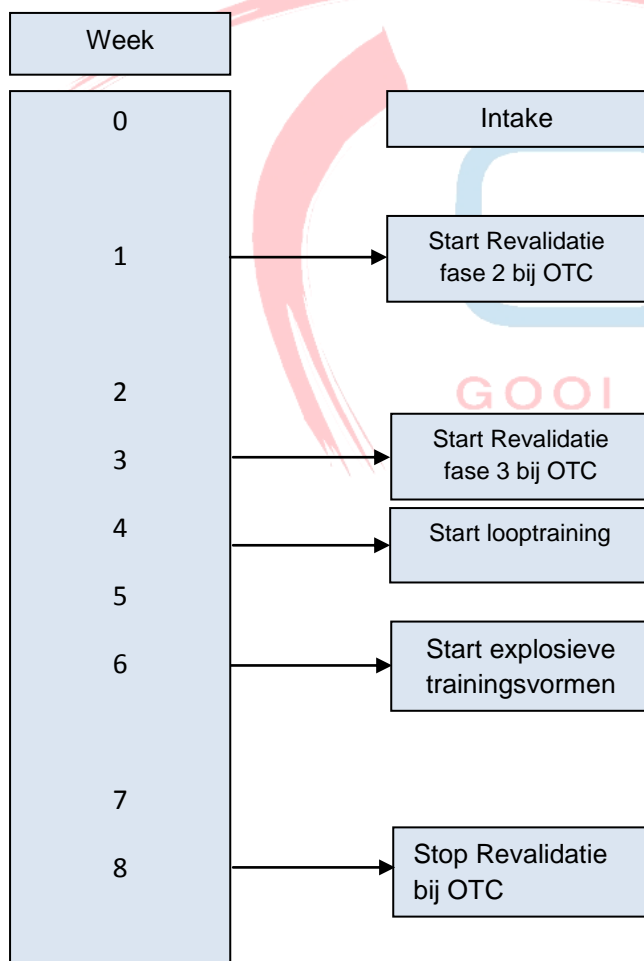 Week
0
Intake
1
Start Revalidatie
fase 2 bij OTC
2
GOOI
3
Start Revalidatie
fase 3 bij OTC
4
Start looptraining
5
6
Start explosieve
trainingsvormen
7
8
Stop Revalidatie
bij OTC